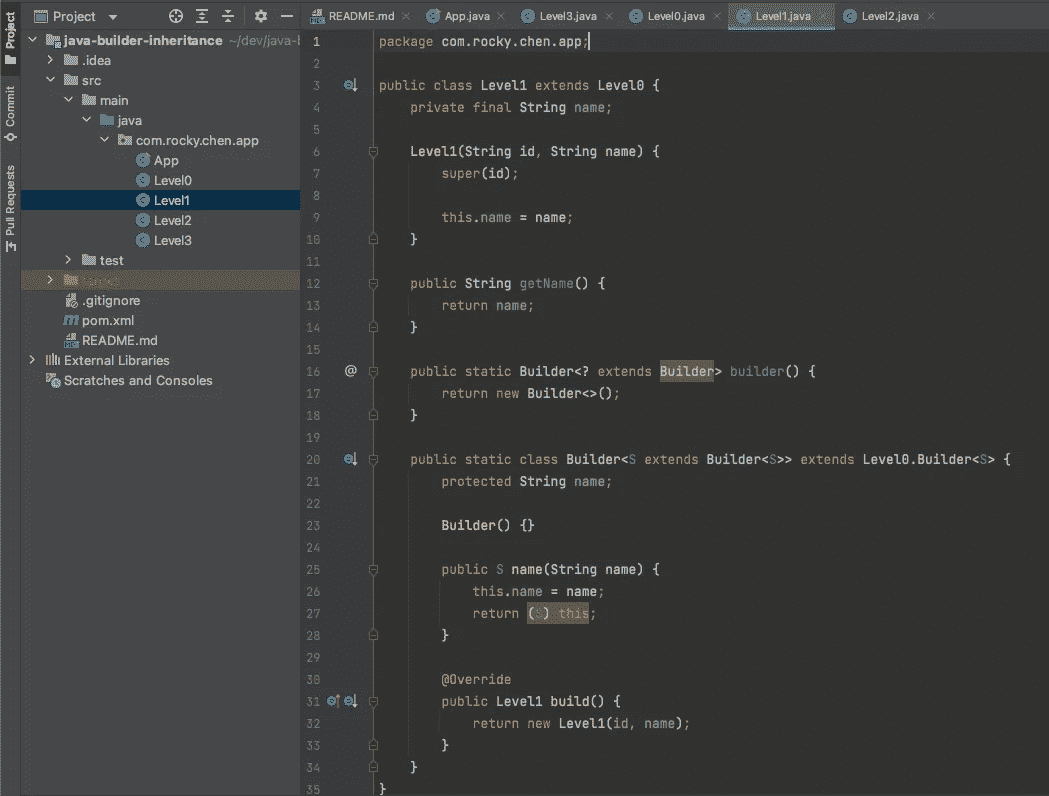 Project
README.md
App.java
Level3.java
Level0.java
Level1.java
Level2.java
Project
Commit
Pull Requests
java-builder-inheritance ~/dev/java-b
.idea
src
main
java
com.rocky.chen.app
App
Level0
Level1
Level2
Level3
test
.gitignore
pom.xml
README.md
External Libraries
Scratches and Consoles
1 package com.rocky.chen.app;
2
3 public class Level1 extends Level0 {
4 private final String name;
5
6 Level1(String id, String name) {
7 super(id);
8
9 this.name = name;
10 }
11
12 public String getName() {
13 return name;
14 }
15
16 @ public static Builder<? extends Builder> builder() {
17 return new Builder<>();
18 }
19
20 public static class Builder<S extends Builder<S>> extends Level0.Builder<S> {
21 protected String name;
22
23 Builder() {}
24
25 public S name(String name) {
26 this.name = name;
27 return (S) this;
28 }
29
30 @Override
31 public Level1 build() {
32 return new Level1(id, name);
33 }
34 }
35 }